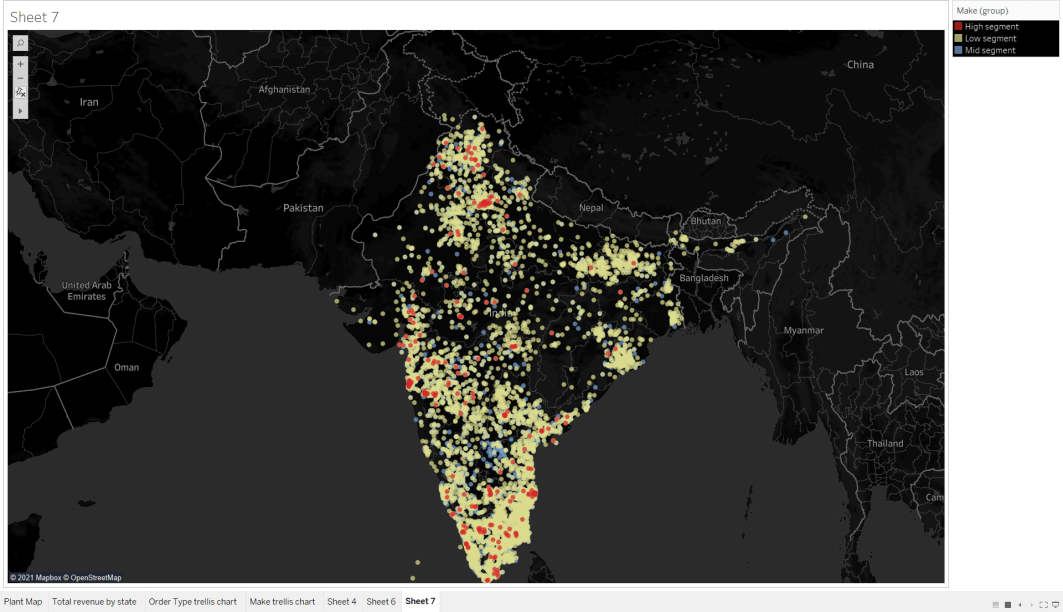 Sheet 7
Make (group)
High segment
Low segment
Mid segment
China
Afghanistan
Iran
Pakistan
Nepal
Bhutan
United Arab
Emirates
Bangladesh
India
Myanmar
Oman
Laos
Thailand
Cam
© 2021 Mapbox © OpenStreetMap
Plant Map Total revenue by state Order Type trellis chart Make trellis chart Sheet 4 Sheet 6 Sheet 7